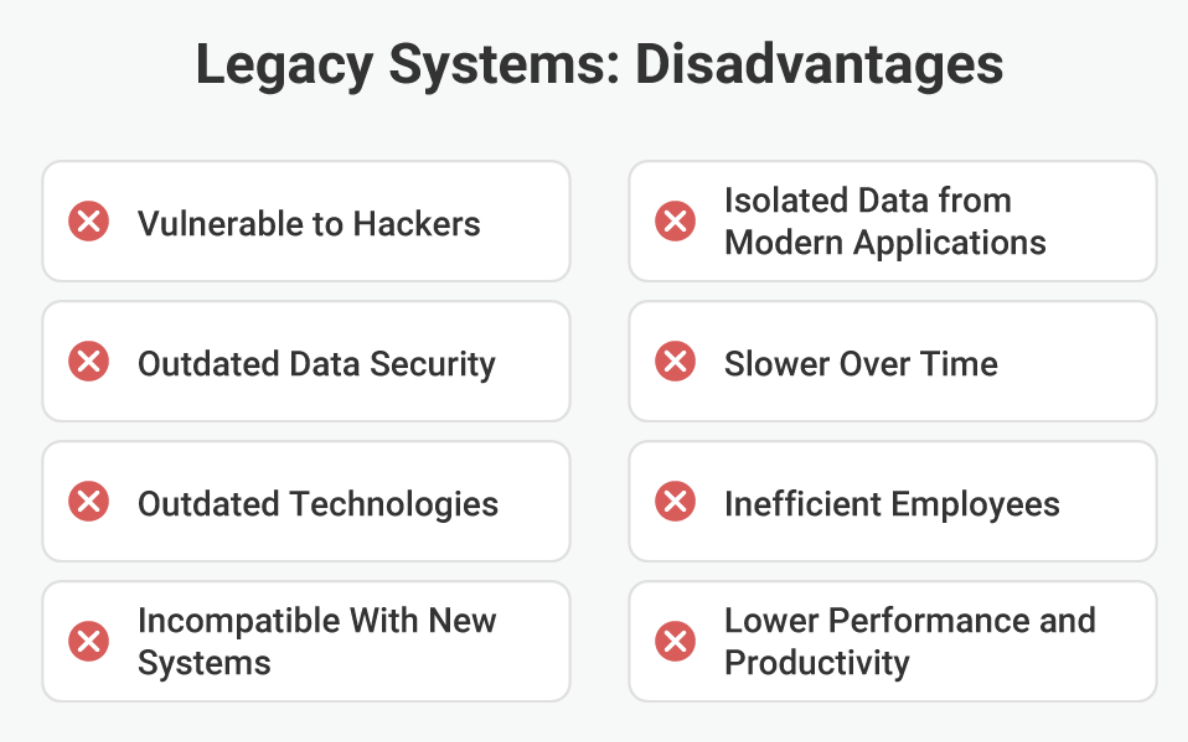 Legacy Systems: Disadvantages
Vulnerable to Hackers
Outdated Data Security
Outdated Technologies
Incompatible With New
Systems
Isolated Data from
Modern Applications
Slower Over Time
Inefficient Employees
Lower Performance and
Productivity